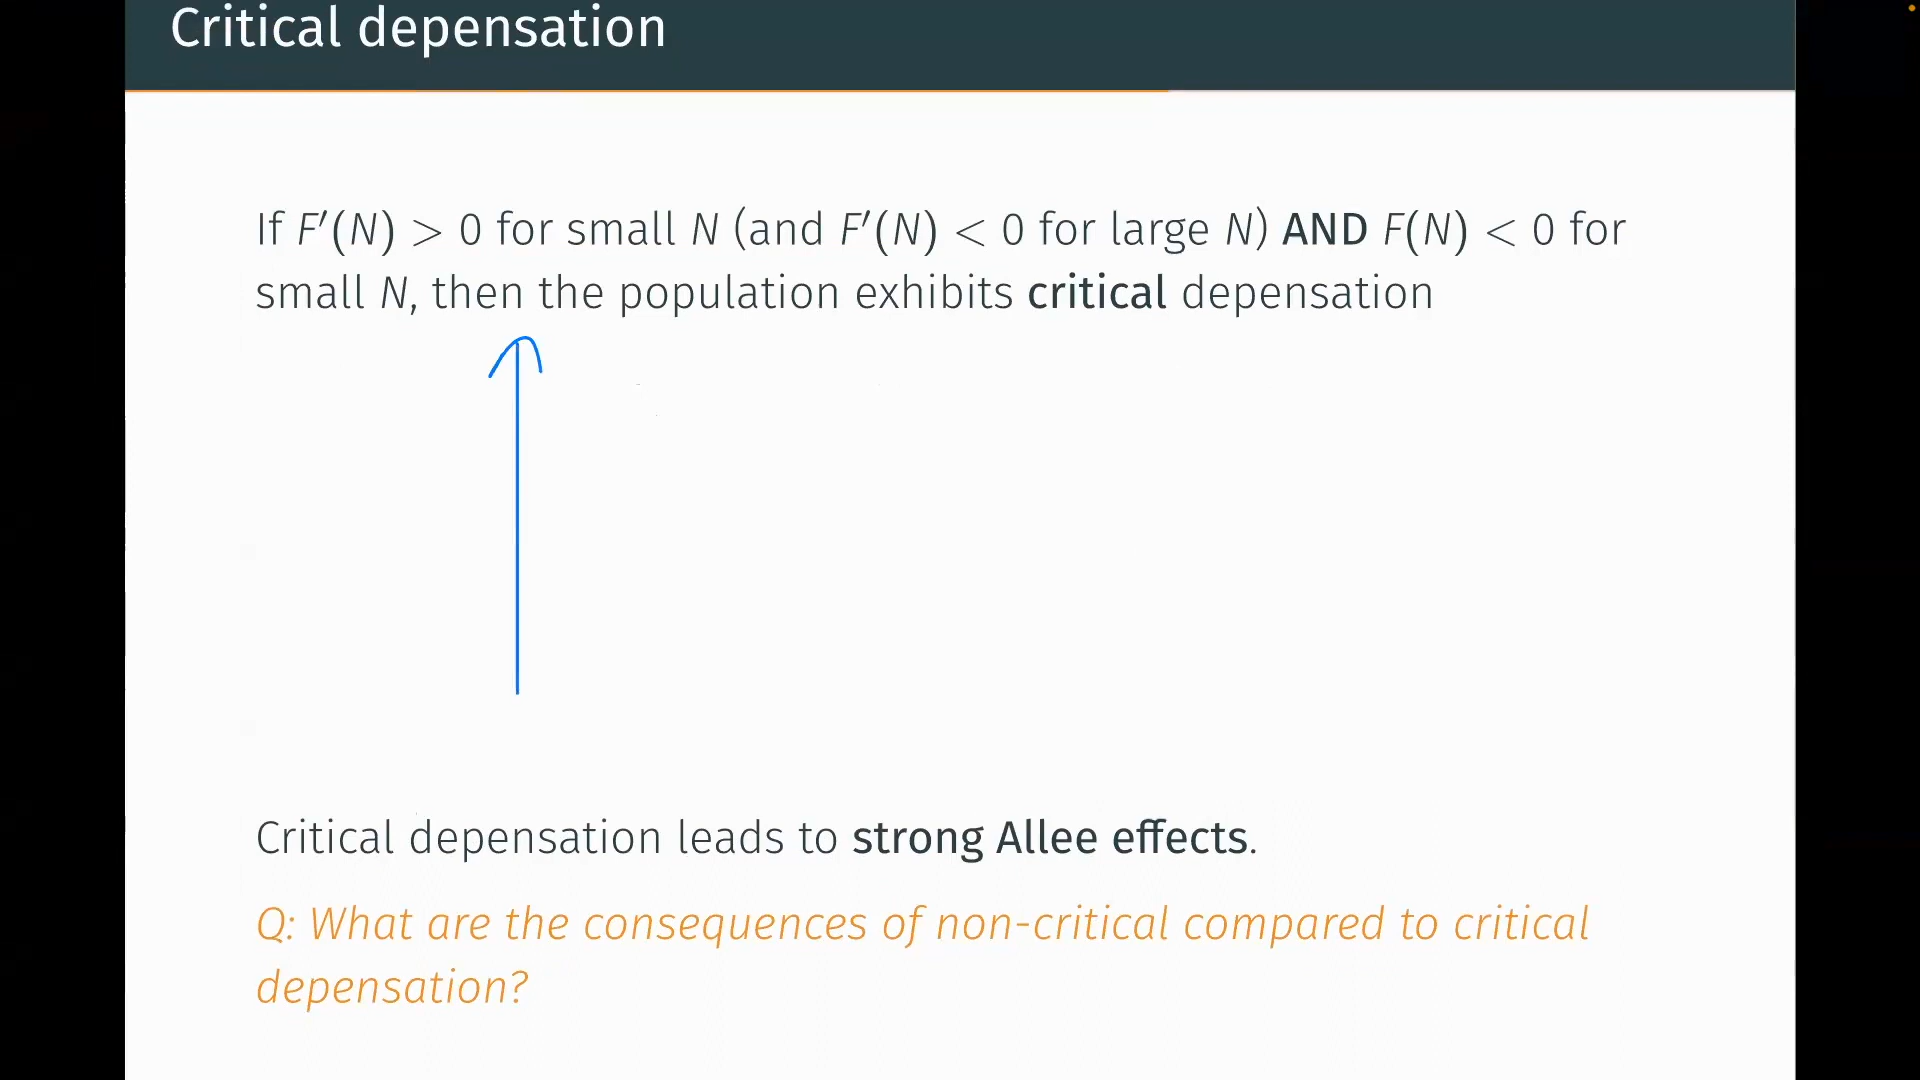 Critical depensation
If F′(N) > 0 for small N (and F′(N) < 0 for large N) AND F(N) < 0 for
small N, then the population exhibits critical depensation
Critical depensation leads to strong Allee effects.
Q: What are the consequences of non-critical compared to critical
depensation?